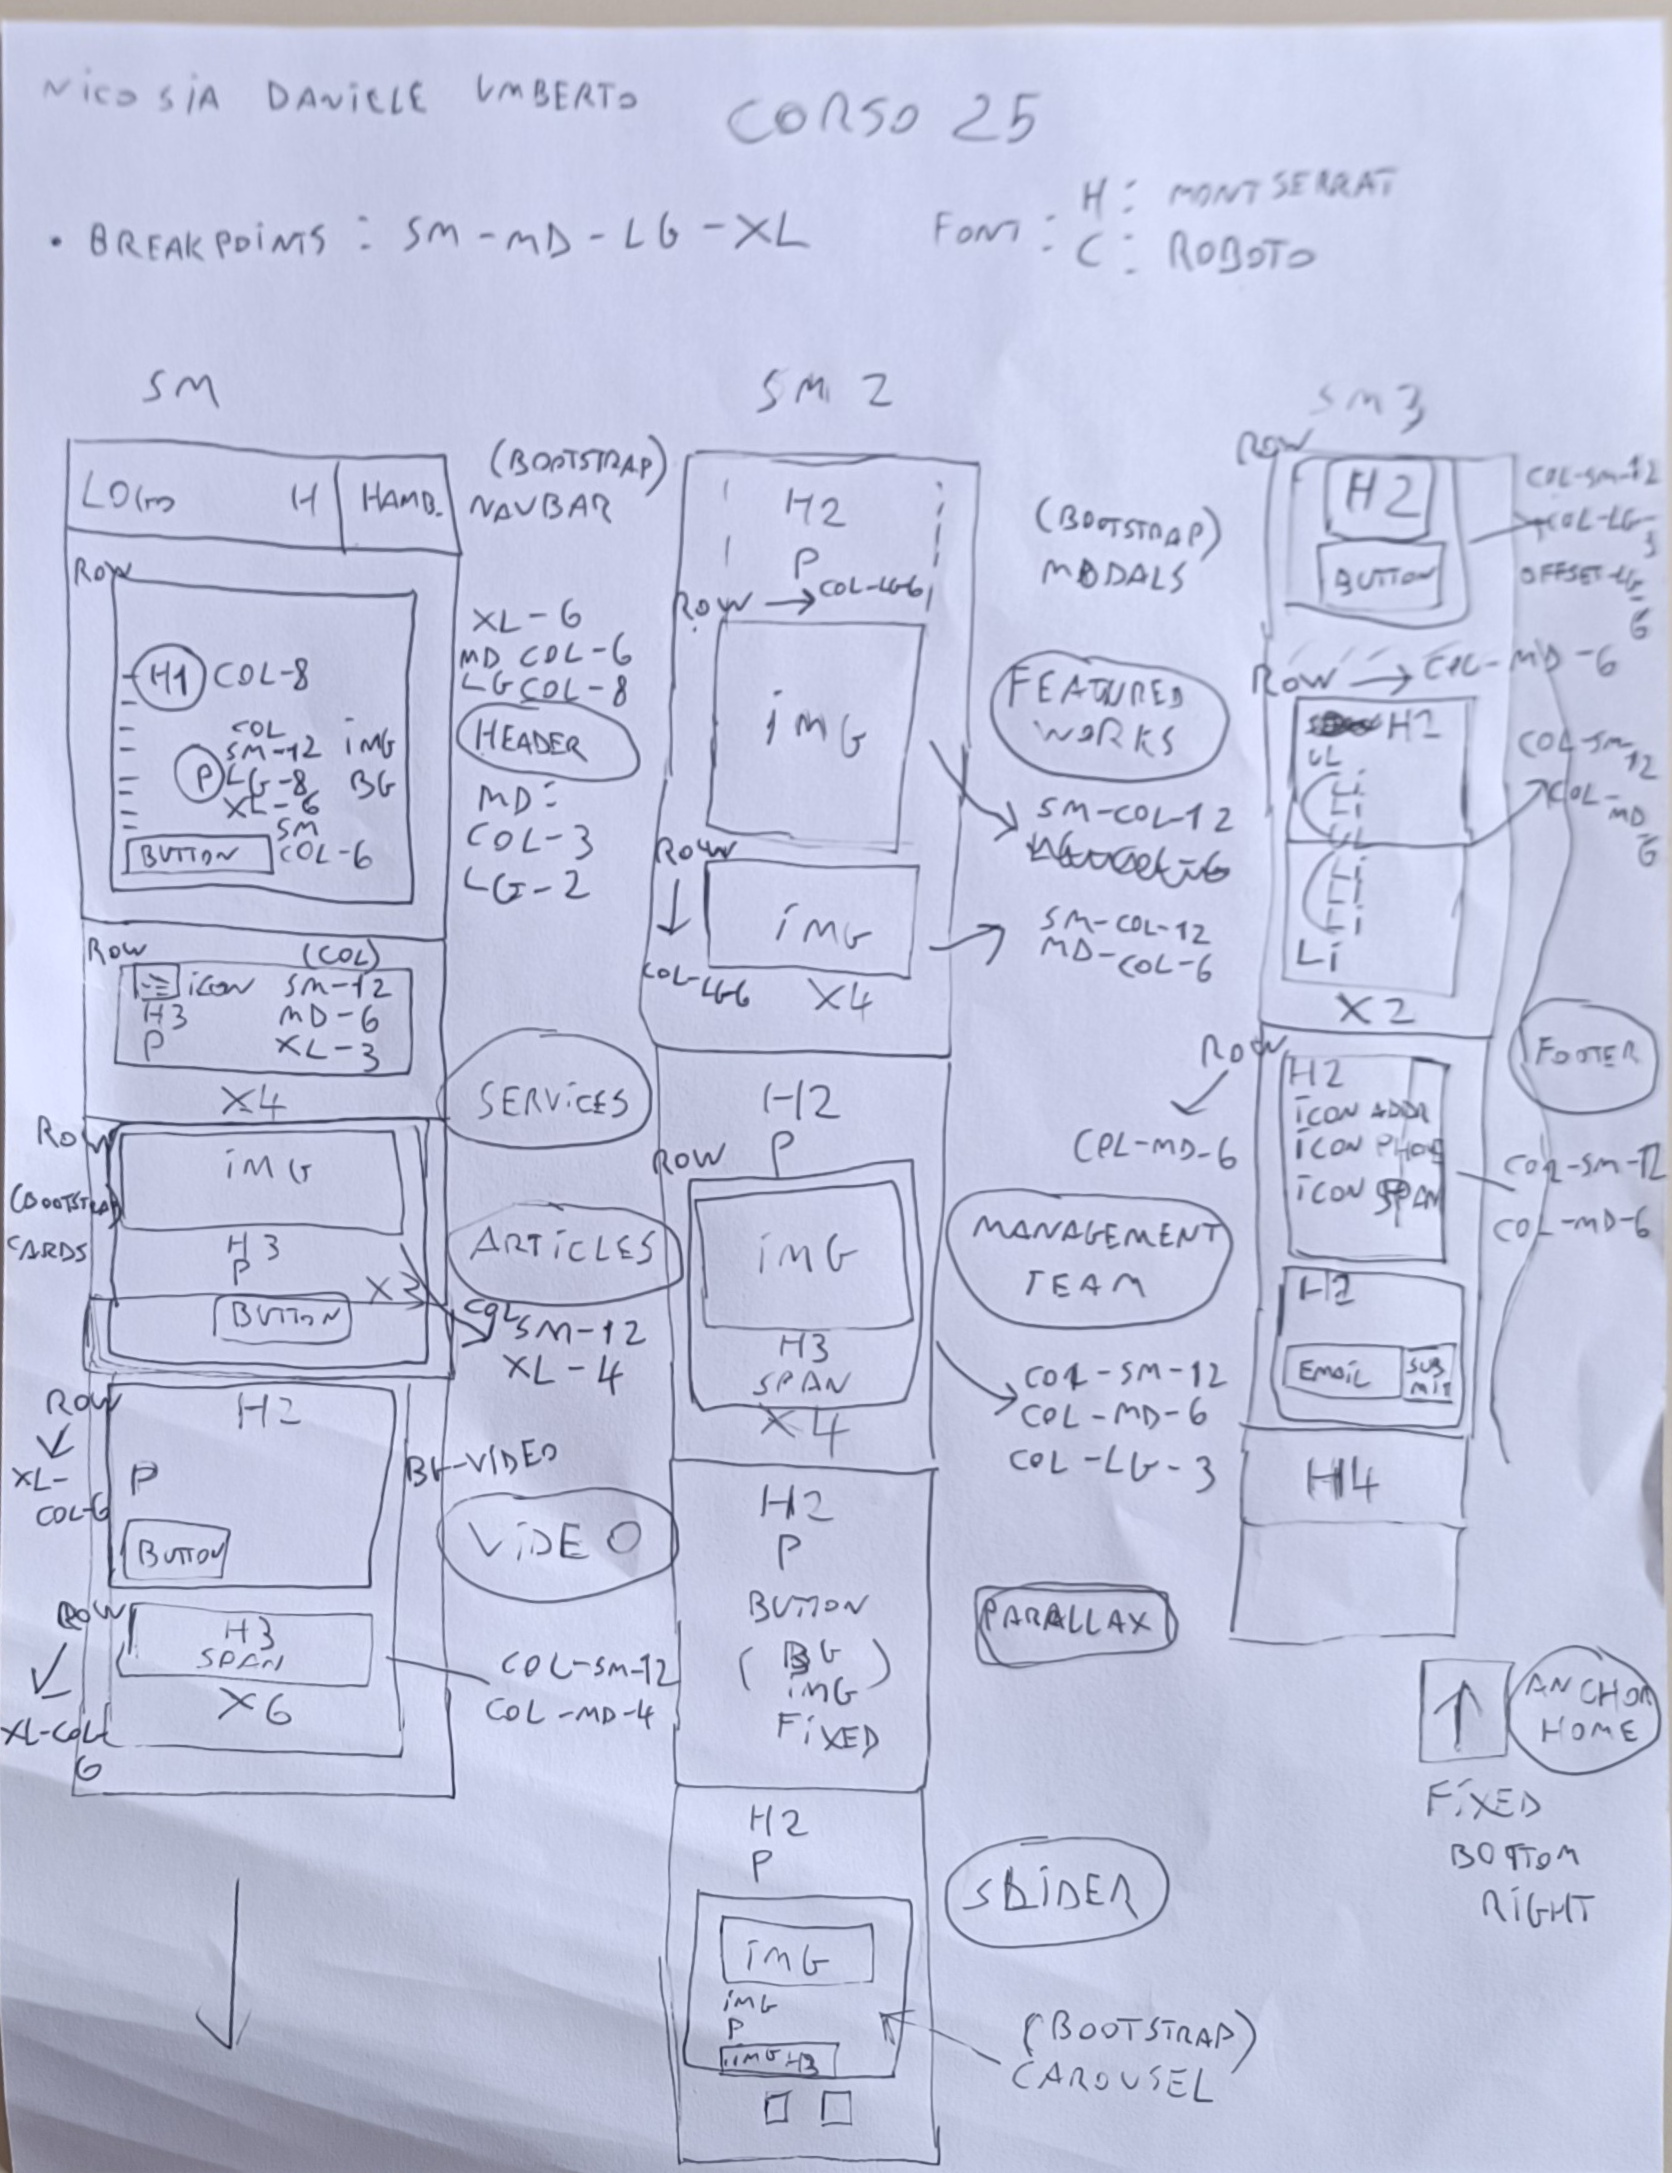 NICOSIA DANIELE UMBERTO
CORSO 25
• BREAKPOINTS : SM-MD-LG-XL
FONT :
H : MONTSERRAT
C : ROBOTO
SM
LOGO H HAMB.
(BOOTSTRAP)
NAVBAR
ROW
H1 COL-8
COL
SM-12 IMG
P LG-8 BG
XL-6
SM
BUTTON COL-6
XL-6
MD COL-6
LG COL-8
HEADER
MD:
COL-3
LG-2
ROW (COL)
ICON SM-12
H3 MD-6
P XL-3
X4
SERVICES
ROW
IMG
(BOOTSTRAP)
CARDS
H3
P
X3
BUTTON
ARTICLES
COL
SM-12
XL-4
ROW
H2
XL-
COL-6
P
BUTTON
BG-VIDEO
VIDEO
ROW
H3
SPAN
X6
XL-COL
6
COL-SM-12
COL-MD-4
SM 2
H2
P
ROW → COL-LG6
IMG
ROW
IMG
COL-LG6
X4
(BOOTSTRAP)
MODALS
FEATURED
WORKS
SM-COL-12
SM-COL-12
MD-COL-6
H2
P
ROW
IMG
H3
SPAN
X4
MANAGEMENT
TEAM
COL-SM-12
COL-MD-6
COL-LG-3
H2
P
BUTTON
( BG )
IMG
FIXED
PARALLAX
H2
P
IMG
IMG
P
IMG H3
SLIDER
(BOOTSTRAP)
CAROUSEL
SM3
ROW
H2
BUTTON
COL-SM-12
COL-LG-
OFFSET-LG
-
6
ROW → COL-MD-6
H2
UL
Li
Li
UL
Li
Li
Li
Li
X2
COL-SM-
12
COL-
MD
6
ROW
COL-MD-6
H2
ICON ADDR
ICON PHONE
ICON SPAN
FOOTER
COL-SM-12
COL-MD-6
H2
EMAIL SUB
MIT
H4
↑
ANCHOR
HOME
FIXED
BOTTOM
RIGHT